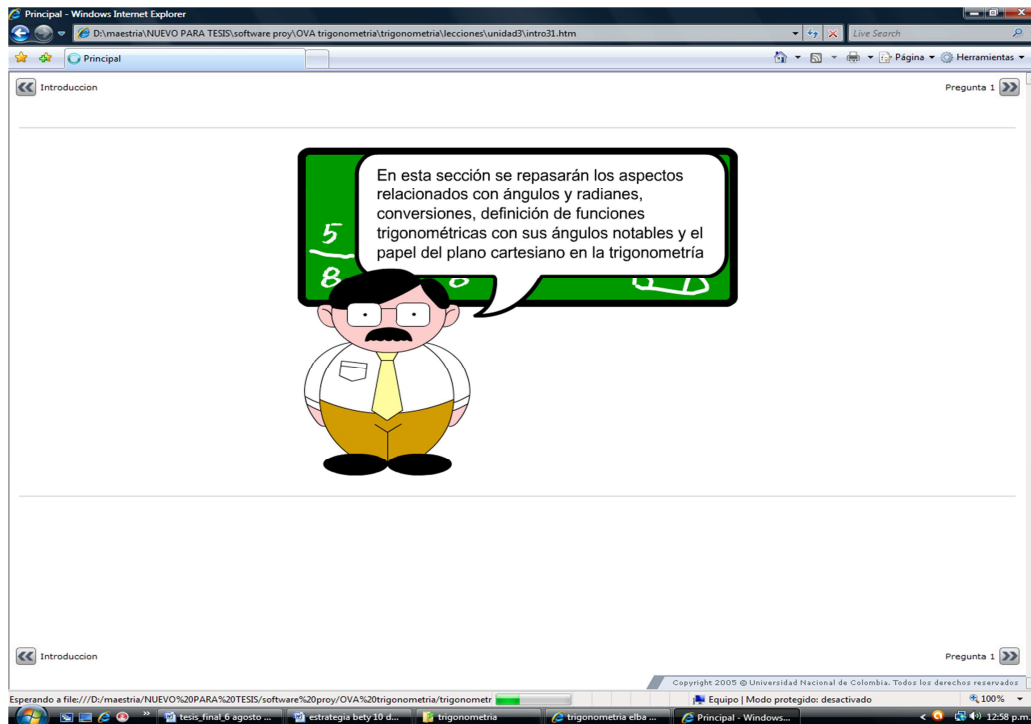 Principal - Windows Internet Explorer
D:\maestria\NUEVO PARA TESIS\software proy\OVA trigonometria\trigonometria\lecciones\unidad3\intro31.htm
Live Search
Principal
Página
Herramientas
Introduccion
Pregunta 1
En esta sección se repasarán los aspectos
relacionados con ángulos y radianes,
conversiones, definición de funciones
trigonométricas con sus ángulos notables y el
papel del plano cartesiano en la trigonometría
5
8
8
Introduccion
Pregunta 1
Copyright 2005 © Universidad Nacional de Colombia. Todos los derechos reservados
Esperando a file:///D:/maestria/NUEVO%20PARA%20TESIS/software%20proy/OVA%20trigonometria/trigonometr
Equipo | Modo protegido: desactivado
100%
tesis_final_6 agosto ...
estrategia bety 10 d...
trigonometria
trigonometria elba ...
Principal - Windows...
12:58 p.m.